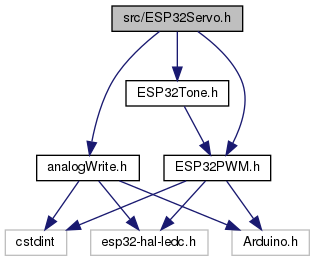 src/ESP32Servo.h
ESP32Tone.h
analogWrite.h
ESP32PWM.h
cstdint
esp32-hal-ledc.h
Arduino.h